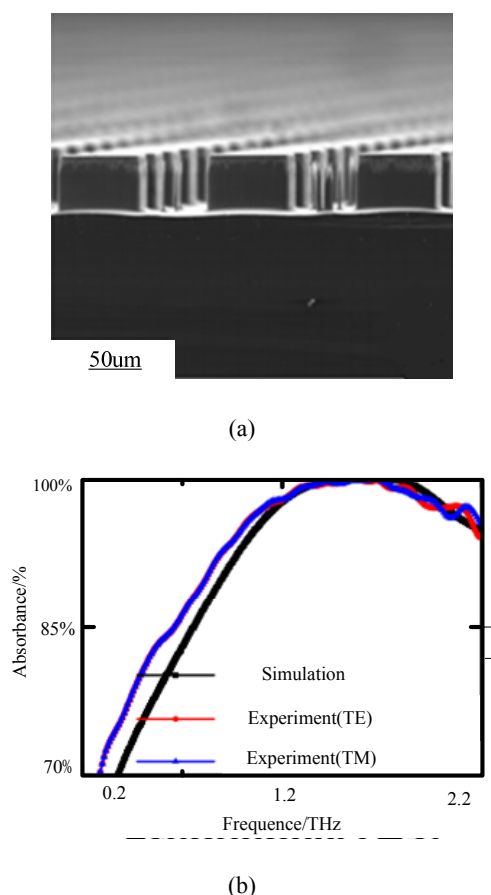 50um
(a)
100%
85%
70%
Absorbance/%
Simulation
Experiment(TE)
Experiment(TM)
0.2
1.2
2.2
Frequence/THz
(b)